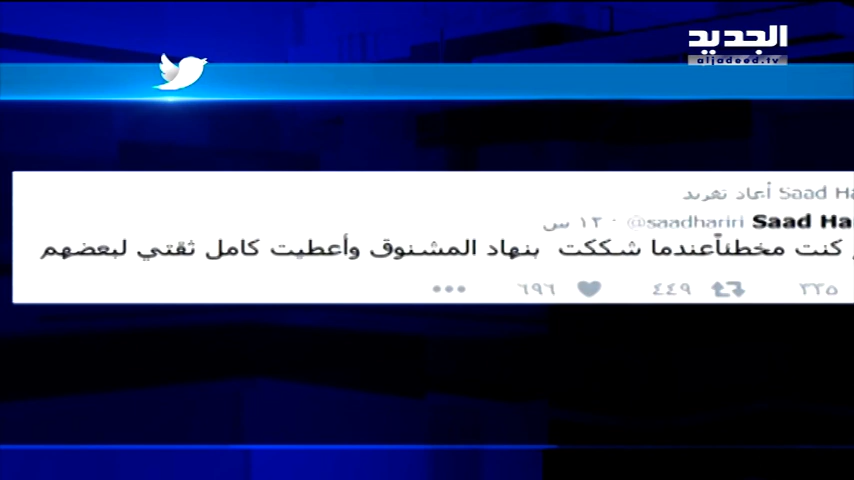 الجديد
aljadeed.tv
Saad أعاد تغريد
Saad Ha @saadhariri · ١٢ س
كنت مخطئاًعندما شككت بنهاد المشنوق وأعطيت كامل ثقتي لبعضهم
٣٣٥ ٤٤٩ ٦٩٦